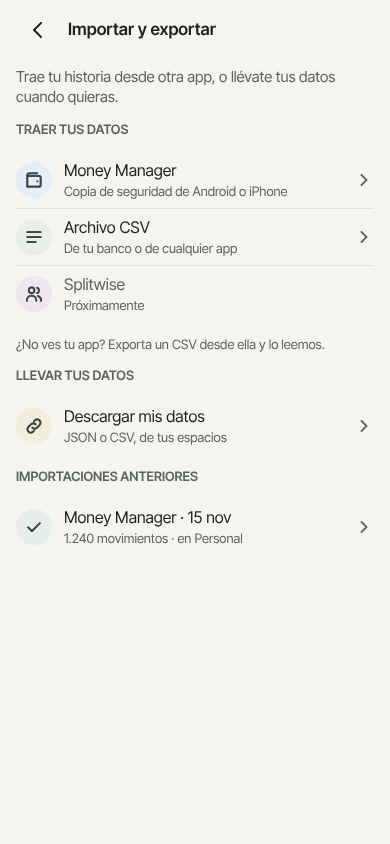 Importar y exportar
Trae tu historia desde otra app, o llévate tus datos
cuando quieras.
TRAER TUS DATOS
Money Manager
Copia de seguridad de Android o iPhone
Archivo CSV
De tu banco o de cualquier app
Splitwise
Próximamente
¿No ves tu app? Exporta un CSV desde ella y lo leemos.
LLEVAR TUS DATOS
Descargar mis datos
JSON o CSV, de tus espacios
IMPORTACIONES ANTERIORES
Money Manager · 15 nov
1.240 movimientos · en Personal